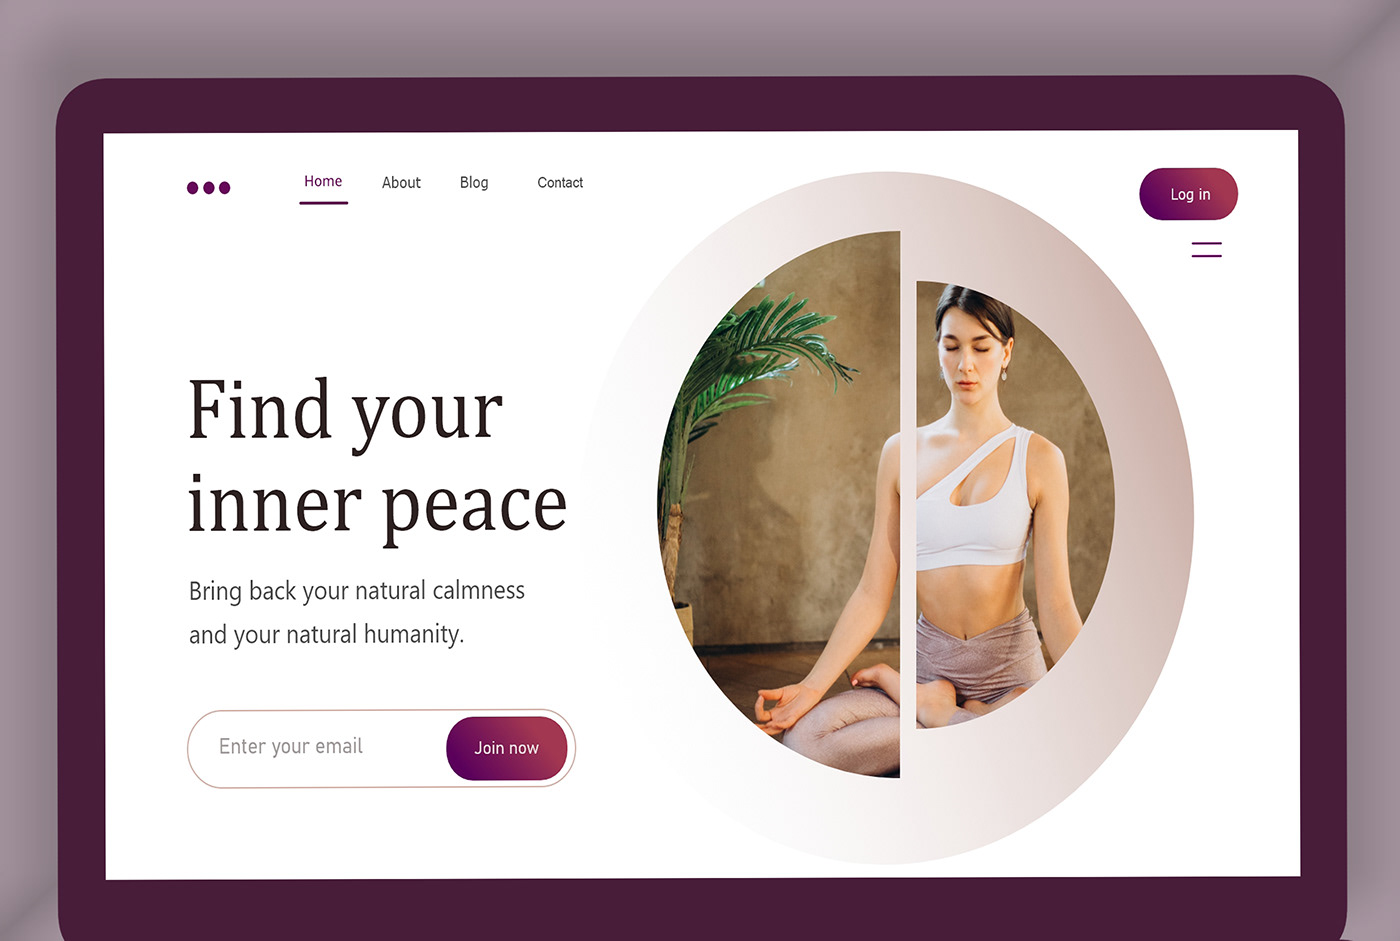 Home About Blog Contact
Log in
Find your
inner peace
Bring back your natural calmness
and your natural humanity.
Enter your email
Join now